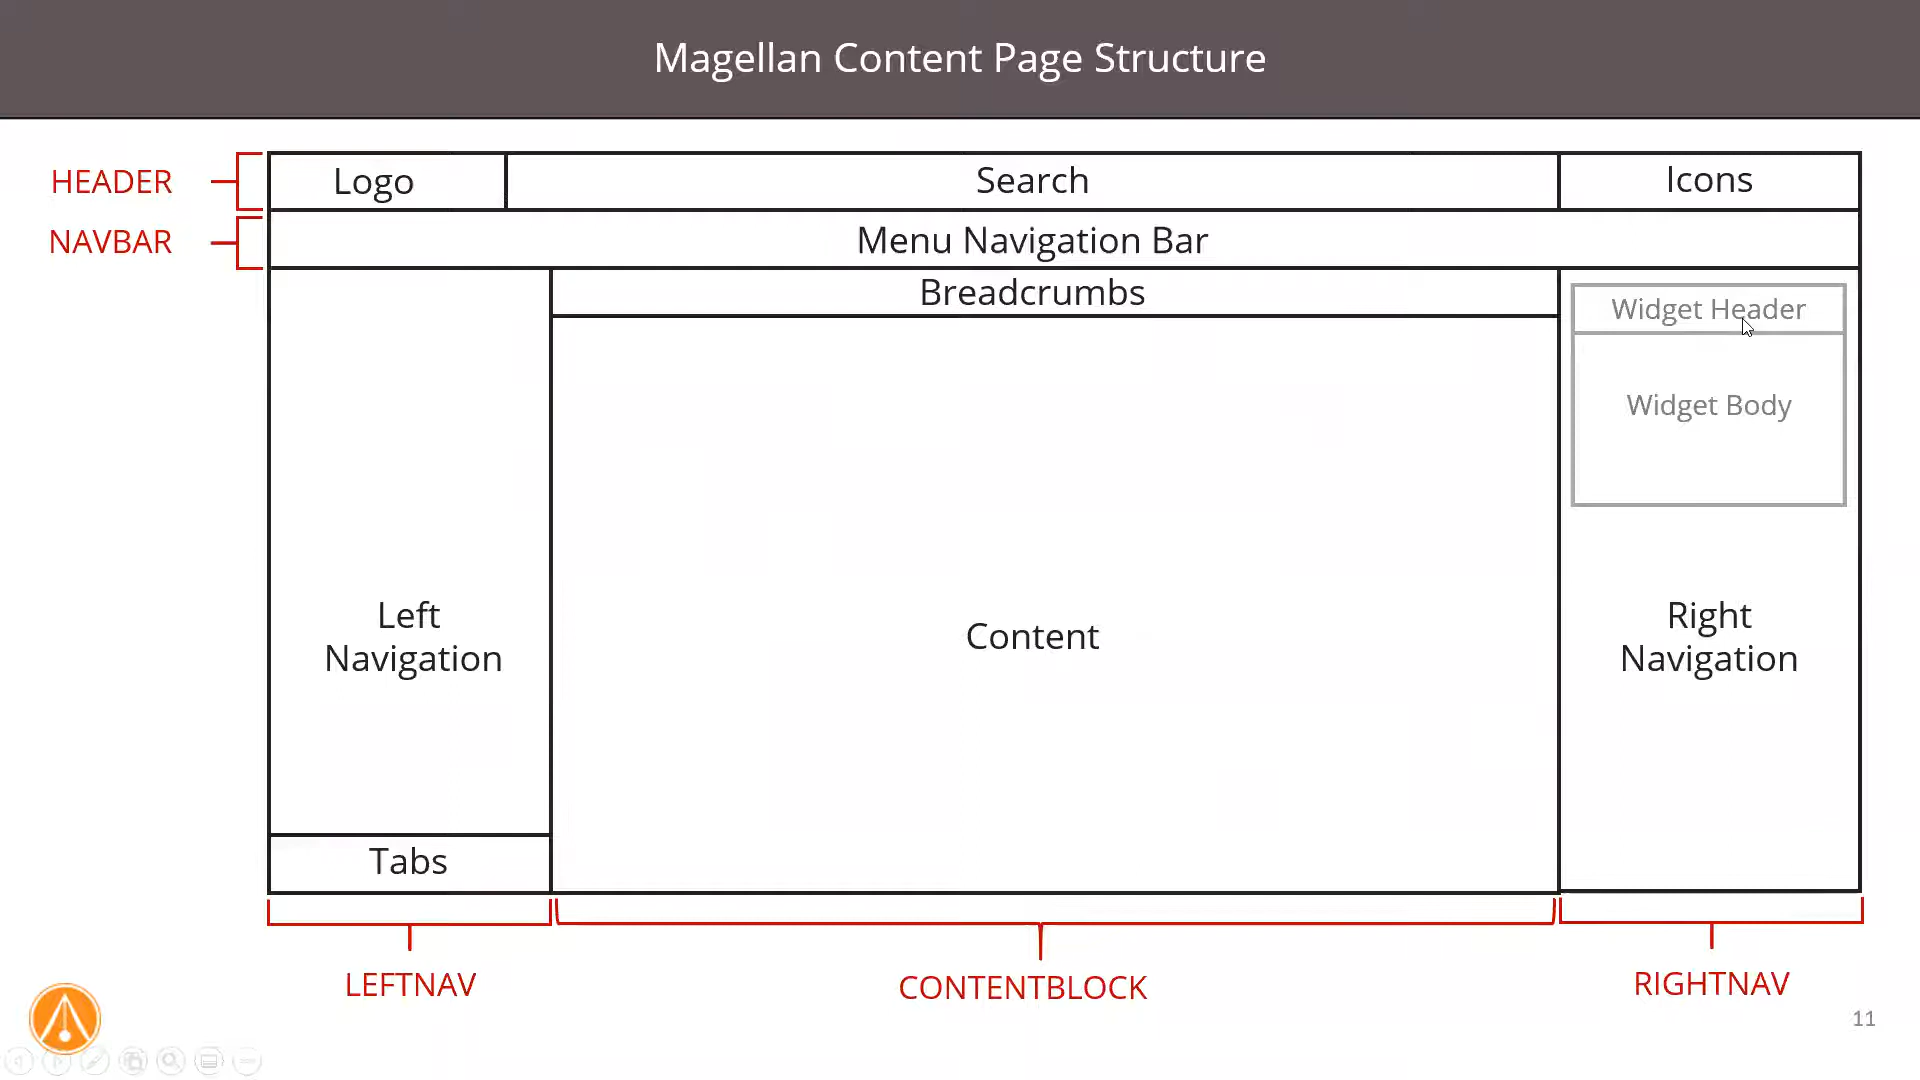 Magellan Content Page Structure
HEADER
Logo
Search
Icons
NAVBAR
Menu Navigation Bar
Breadcrumbs
Widget Header
Widget Body
Left
Navigation
Content
Right
Navigation
Tabs
LEFTNAV
CONTENTBLOCK
RIGHTNAV
11